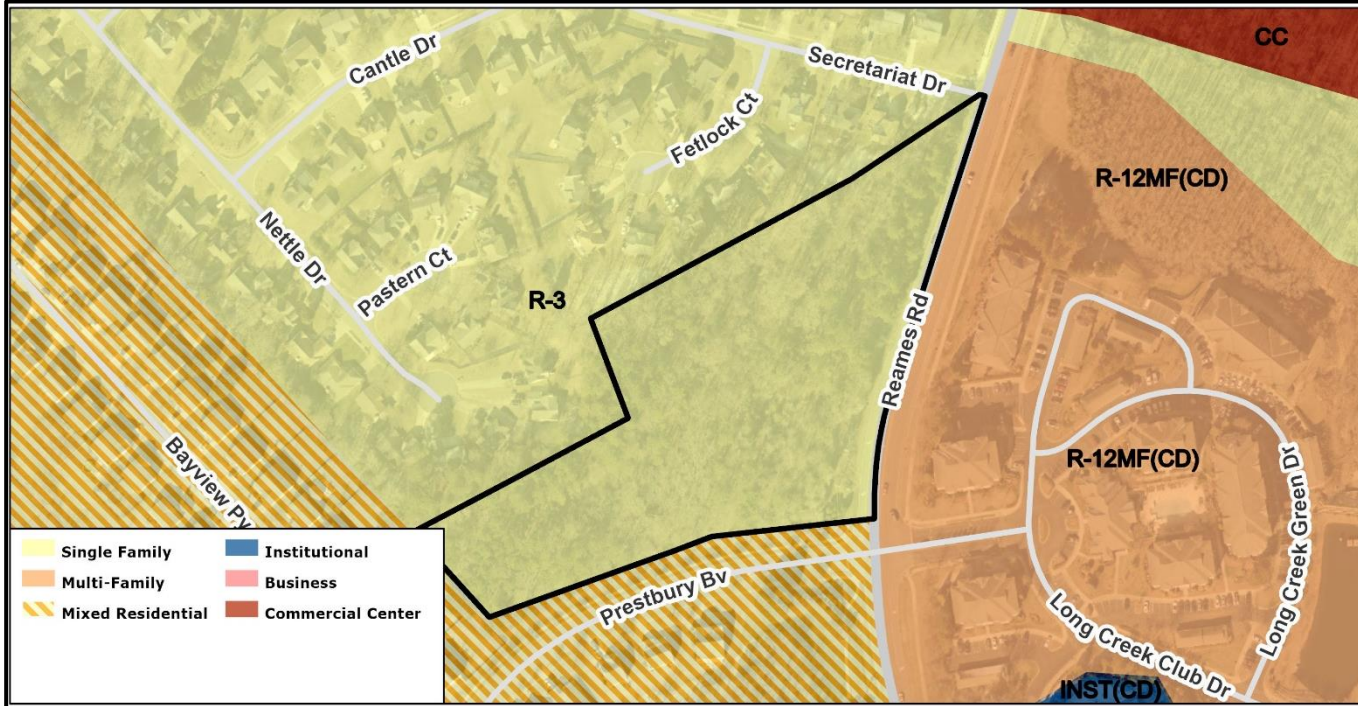 CC
Secretariat Dr
Cantle Dr
Fetlock Ct
R-12MF(CD)
Nettle Dr
Pastern Ct
R-3
Reames Rd
R-12MF(CD)
Bayview Py
Long Creek Green Dr
Prestbury Bv
Long Creek Club Dr
INST(CD)
Single Family
Institutional
Multi-Family
Business
Mixed Residential
Commercial Center